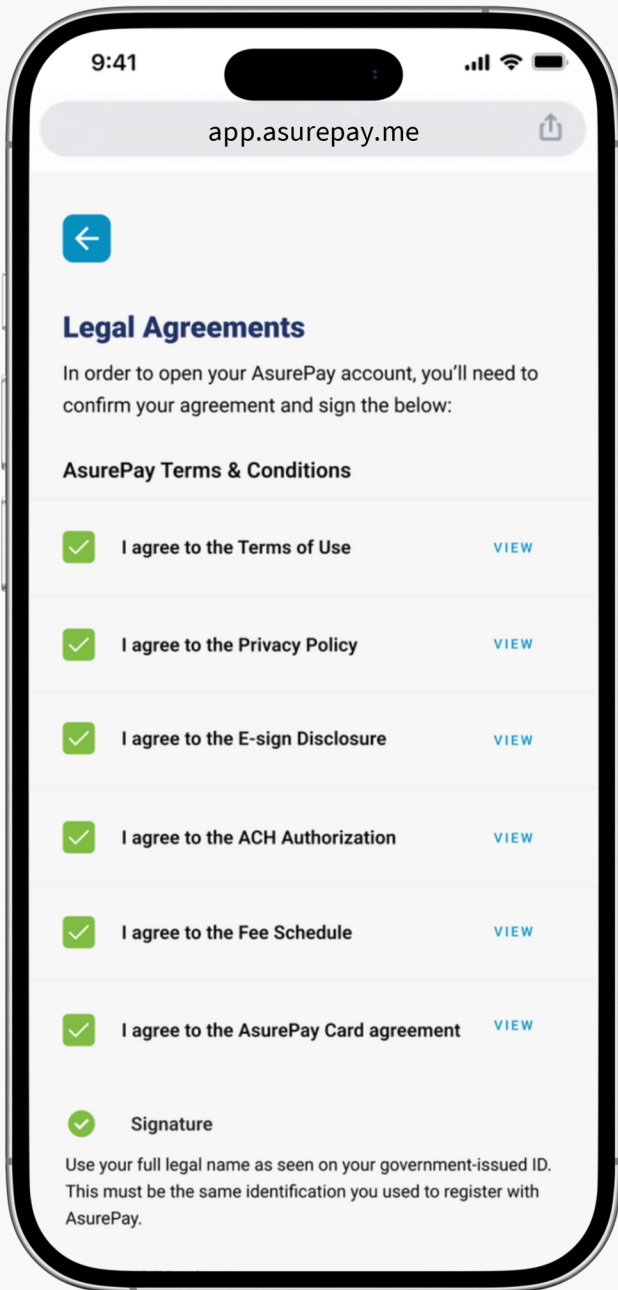 9:41
app.asurepay.me
Legal Agreements
In order to open your AsurePay account, you’ll need to
confirm your agreement and sign the below:
AsurePay Terms & Conditions
I agree to the Terms of Use VIEW
I agree to the Privacy Policy VIEW
I agree to the E-sign Disclosure VIEW
I agree to the ACH Authorization VIEW
I agree to the Fee Schedule VIEW
I agree to the AsurePay Card agreement VIEW
Signature
Use your full legal name as seen on your government-issued ID.
This must be the same identification you used to register with
AsurePay.